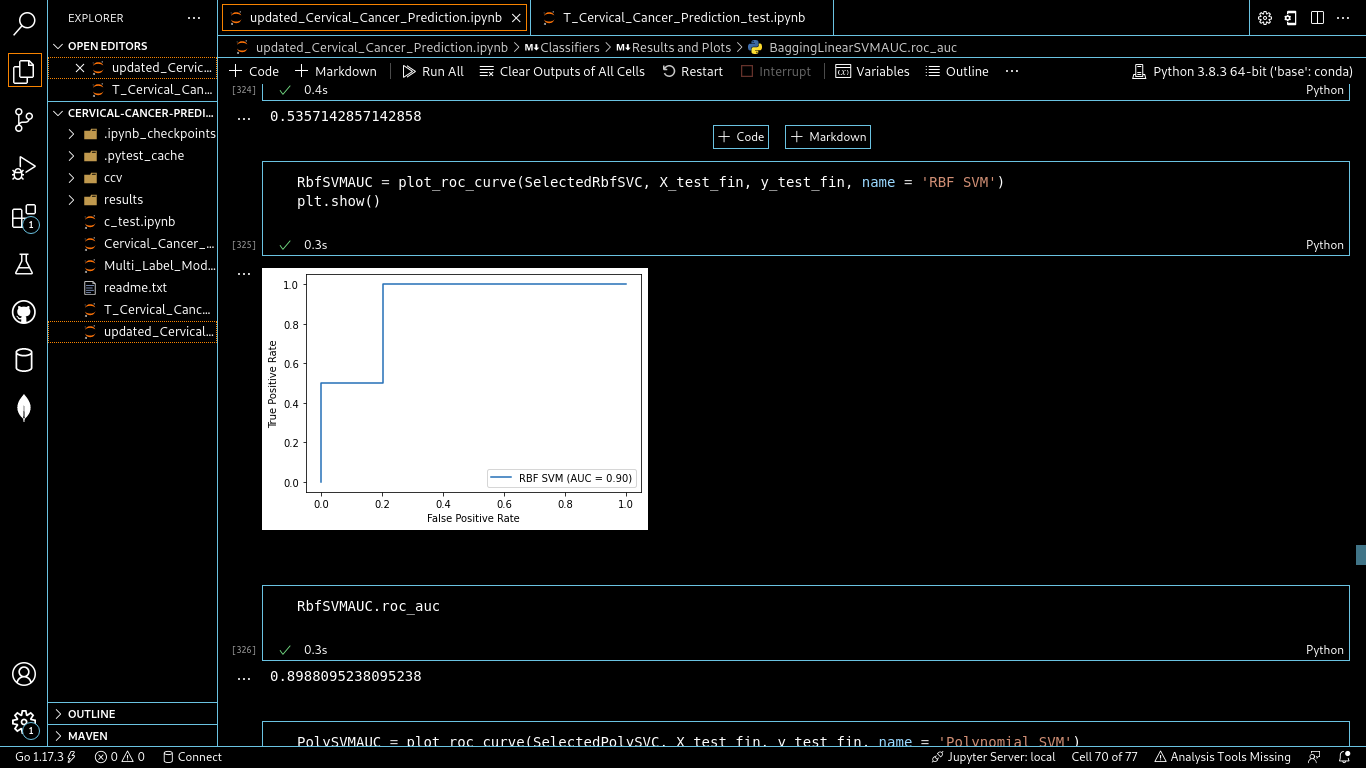 EXPLORER
OPEN EDITORS
updated_Cervic...
T_Cervical_Can...
CERVICAL-CANCER-PREDI...
.ipynb_checkpoints
.pytest_cache
ccv
results
c_test.ipynb
Cervical_Cancer_...
Multi_Label_Mod...
readme.txt
T_Cervical_Canc...
updated_Cervical...
OUTLINE
MAVEN
1
1
updated_Cervical_Cancer_Prediction.ipynb
T_Cervical_Cancer_Prediction_test.ipynb
updated_Cervical_Cancer_Prediction.ipynb > M↓Classifiers > M↓Results and Plots > BaggingLinearSVMAUC.roc_auc
+ Code + Markdown Run All Clear Outputs of All Cells Restart Interrupt Variables Outline ... Python 3.8.3 64-bit ('base': conda)
[324] 0.4s Python
0.5357142857142858
+ Code + Markdown
RbfSVMAUC = plot_roc_curve(SelectedRbfSVC, X_test_fin, y_test_fin, name = 'RBF SVM')
plt.show()
[325] 0.3s Python
1.0
0.8
0.6
0.4
0.2
0.0
True Positive Rate
RBF SVM (AUC = 0.90)
0.0 0.2 0.4 0.6 0.8 1.0
False Positive Rate
RbfSVMAUC.roc_auc
[326] 0.3s Python
0.8988095238095238
PolySVMAUC = plot_roc_curve(SelectedPolySVC, X_test_fin, y_test_fin, name = 'Polynomial SVM')
Go 1.17.3 0 0 Connect Jupyter Server: local Cell 70 of 77 Analysis Tools Missing